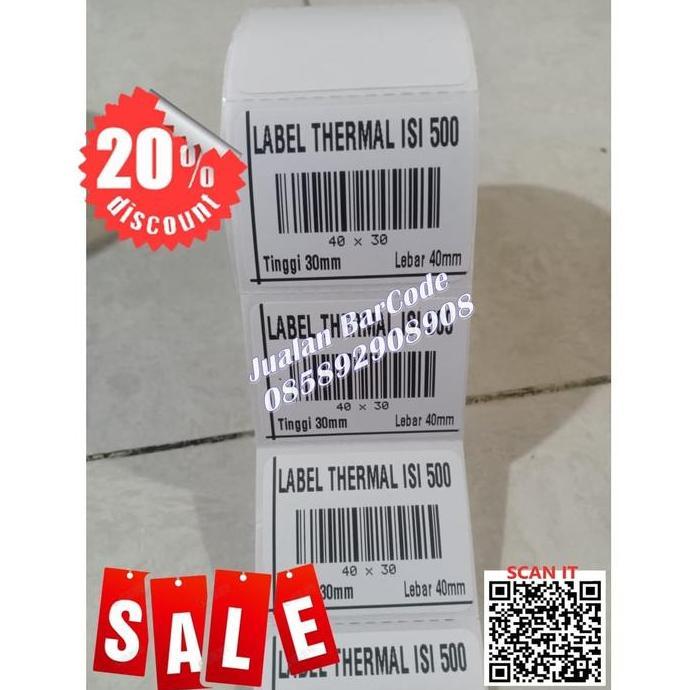 20%
discount
LABEL THERMAL ISI 500
40 x 30
Tinggi 30mm Lebar 40mm
LABEL THERMAL ISI 500
Jualan BarCode
085892908908
40 x 30
Tinggi 30mm Lebar 40mm
LABEL THERMAL ISI 500
40 x 30
30mm Lebar 40mm
SCAN IT
SALE
LABEL THERMAL ISI 500